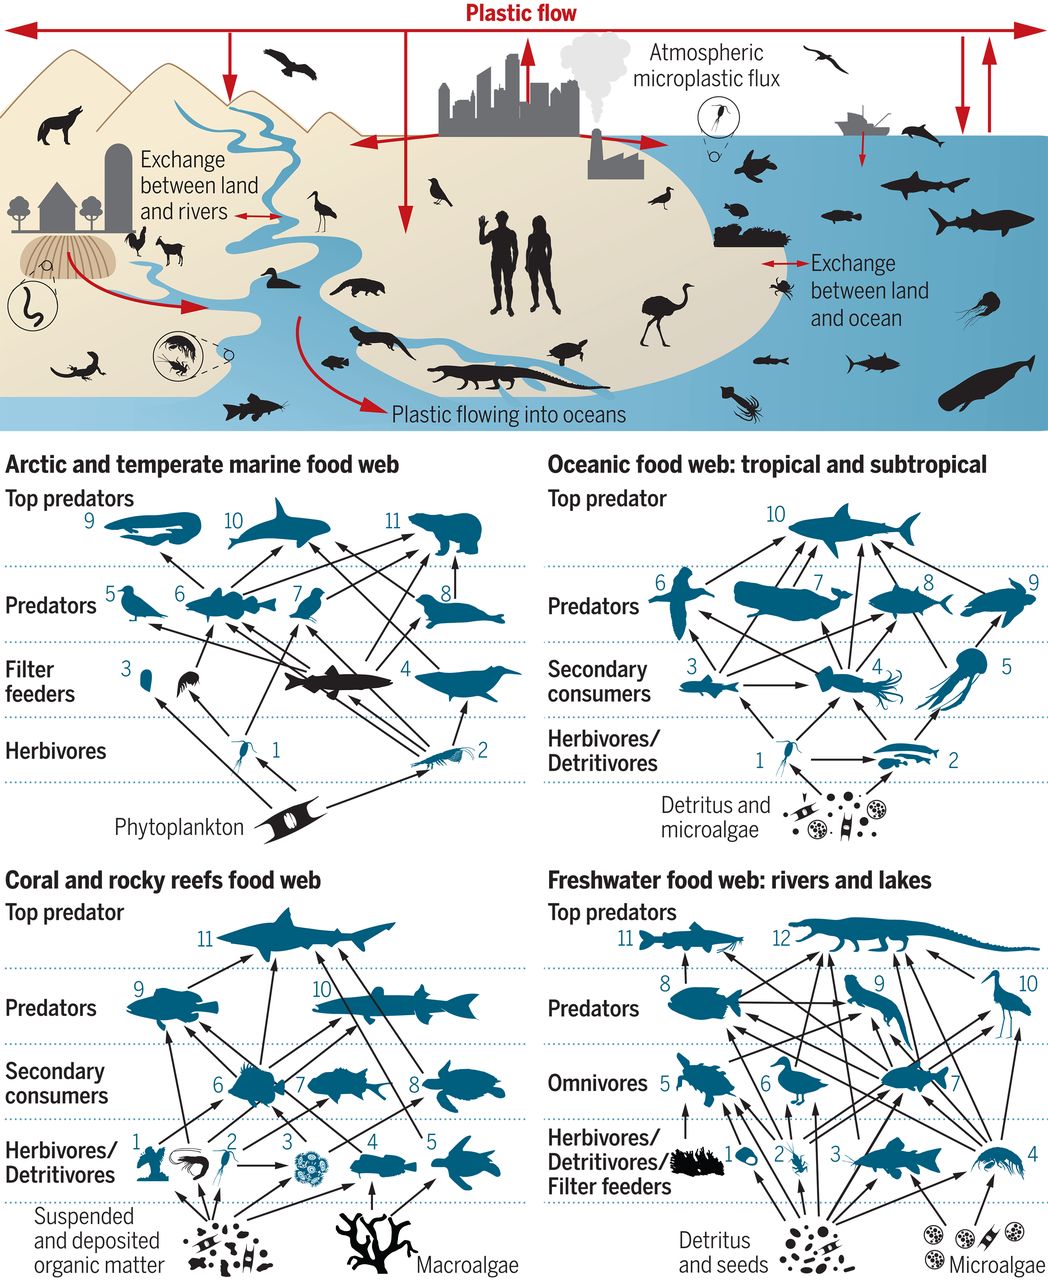 Plastic flow
Atmospheric
microplastic flux
Exchange
between land
and rivers
Exchange
between land
and ocean
Plastic flowing into oceans
Arctic and temperate marine food web
Top predators
9
10
11
Predators
5
6
7
8
Filter
feeders
3
4
Herbivores
1
2
Phytoplankton
Oceanic food web: tropical and subtropical
Top predator
10
Predators
6
7
8
9
Secondary
consumers
3
4
5
Herbivores/
Detritivores
1
2
Detritus and
microalgae
Coral and rocky reefs food web
Top predator
11
Predators
9
10
Secondary
consumers
6
7
8
Herbivores/
Detritivores
1
2
3
4
5
Suspended
and deposited
organic matter
Macroalgae
Freshwater food web: rivers and lakes
Top predators
11
12
Predators
8
9
10
Omnivores
5
6
7
Herbivores/
Detritivores/
Filter feeders
1
2
3
4
Detritus
and seeds
Microalgae